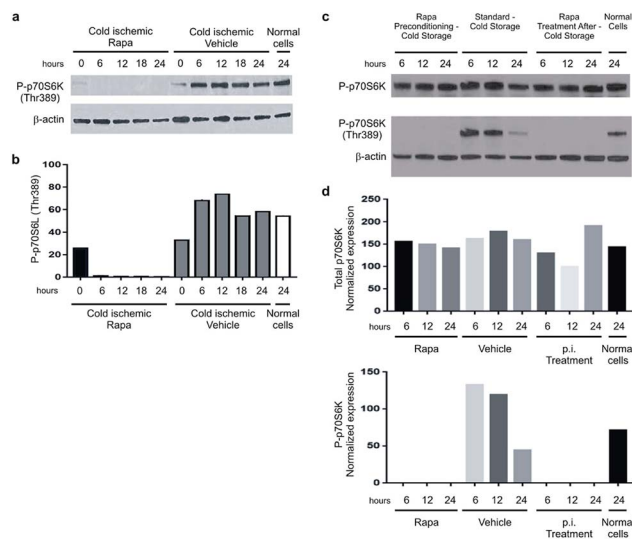 a
Cold ischemic
Rapa
Cold ischemic
Vehicle
Normal
cells
hours
0 6 12 18 24 0 6 12 18 24 24
P-p70S6K
(Thr389)
β-actin
b
P-p70S6L (Thr389)
100
80
60
40
20
0
hours
0 6 12 18 24 0 6 12 18 24 24
Cold ischemic
Rapa
Cold ischemic
Vehicle
Normal
cells
c
Rapa
Preconditioning -
Cold Storage
Standard -
Cold Storage
Rapa
Treatment After -
Cold Storage
Normal
Cells
hours
6 12 24 6 12 24 6 12 24 24
P-p70S6K
P-p70S6K
(Thr389)
β-actin
d
Total p70S6K
Normalized expression
250
200
150
100
50
0
hours
6 12 24 6 12 24 6 12 24 24
Rapa
Vehicle
p.i.
Treatment
Norma
cells
P-p70S6K
Normalized expression
150
100
50
0
hours
6 12 24 6 12 24 6 12 24 24
Rapa
Vehicle
p.i.
Treatment
Norma
cells